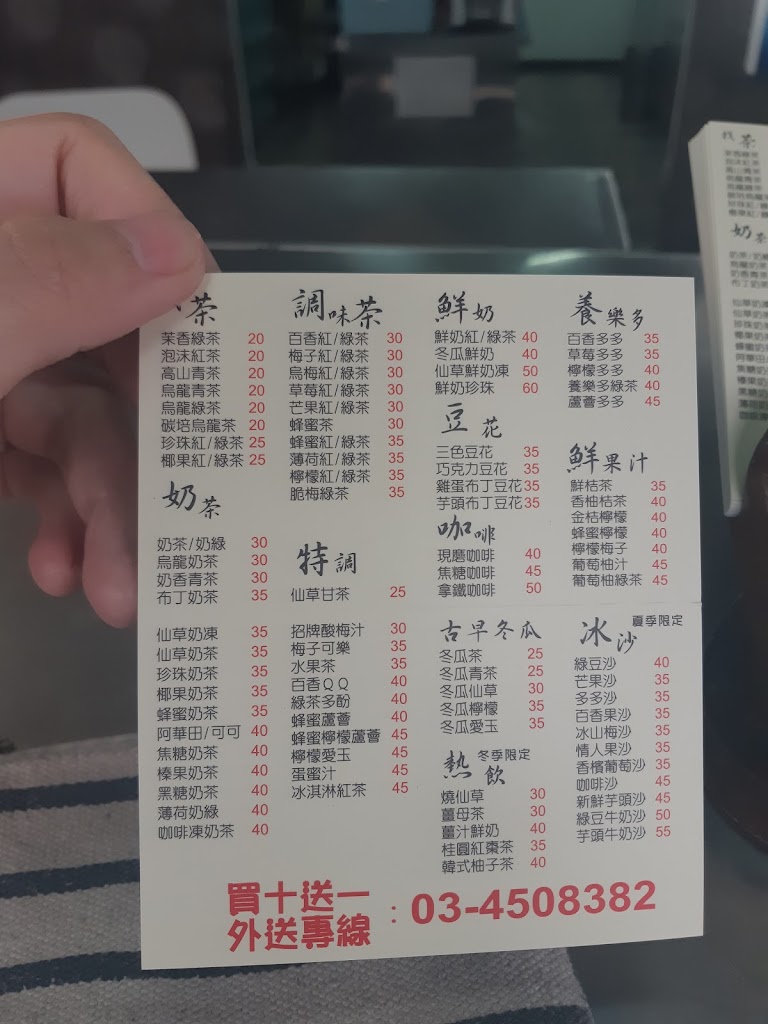 茶
茉香綠茶 20
泡沫紅茶 20
高山青茶 20
烏龍青茶 20
烏龍綠茶 20
碳培烏龍茶 20
珍珠紅/綠茶 25
椰果紅/綠茶 25
奶茶
奶茶/奶綠 30
烏龍奶茶 30
奶香青茶 30
布丁奶茶 35
仙草奶凍 35
仙草奶茶 35
珍珠奶茶 35
椰果奶茶 35
蜂蜜奶茶 35
阿華田/可可 40
焦糖奶茶 40
榛果奶茶 40
黑糖奶茶 40
薄荷奶綠 40
咖啡凍奶茶 40
調味茶
百香紅/綠茶 30
梅子紅/綠茶 30
烏梅紅/綠茶 30
草莓紅/綠茶 30
芒果紅/綠茶 30
蜂蜜茶 30
蜂蜜紅/綠茶 35
薄荷紅/綠茶 35
檸檬紅/綠茶 35
脆梅綠茶 35
特調
仙草甘茶 25
招牌酸梅汁 30
梅子可樂 35
水果茶 35
百香QQ 40
綠茶多酚 40
蜂蜜蘆薈 40
蜂蜜檸檬蘆薈 45
檸檬愛玉 45
蛋蜜汁 45
冰淇淋紅茶 45
鮮奶
鮮奶紅/綠茶 40
冬瓜鮮奶 40
仙草鮮奶凍 50
鮮奶珍珠 60
豆花
三色豆花 35
巧克力豆花 35
雞蛋布丁豆花 35
芋頭布丁豆花 35
咖啡
現磨咖啡 40
焦糖咖啡 45
拿鐵咖啡 50
古早冬瓜
冬瓜茶 25
冬瓜青茶 25
冬瓜仙草 30
冬瓜檸檬 35
冬瓜愛玉 35
熱飲 冬季限定
燒仙草 30
薑母茶 30
薑汁鮮奶 40
桂圓紅棗茶 35
韓式柚子茶 40
養樂多
百香多多 35
草莓多多 35
檸檬多多 40
養樂多綠茶 40
蘆薈多多 45
鮮果汁
鮮桔茶 35
香柚桔茶 40
金桔檸檬 40
蜂蜜檸檬 40
檸檬梅子 40
葡萄柚汁 45
葡萄柚綠茶 45
冰沙 夏季限定
綠豆沙 40
芒果沙 35
多多沙 35
百香果沙 35
冰山梅沙 35
情人果沙 35
香檳葡萄沙 35
咖啡沙 45
新鮮芋頭沙 45
綠豆牛奶沙 50
芋頭牛奶沙 55
買十送一
外送專線 : 03-4508382
奶茶